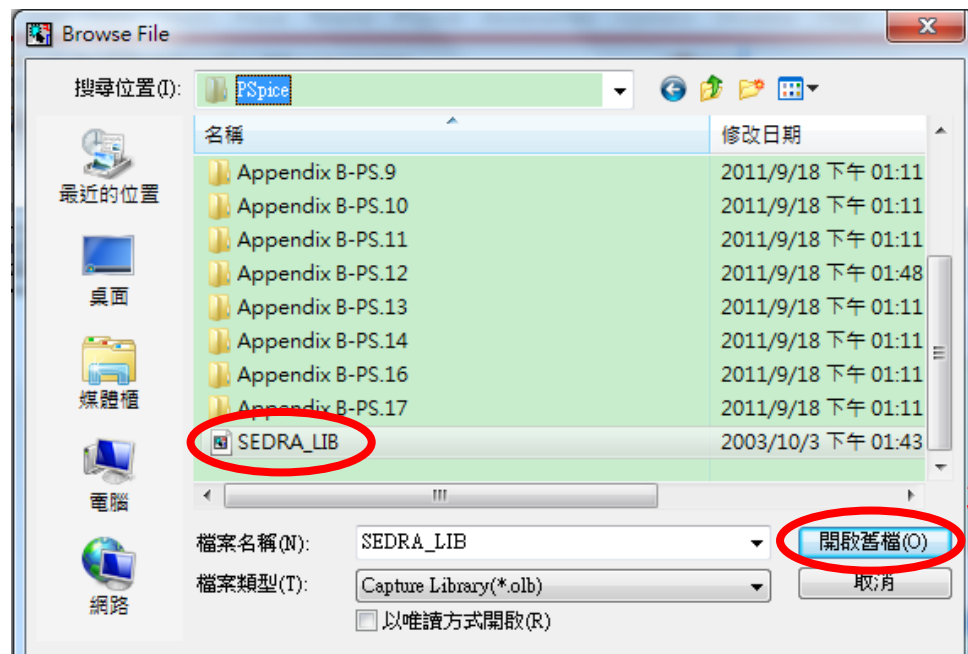 Browse File
搜尋位置(I): PSpice
名稱 修改日期
Appendix B-PS.9 2011/9/18 下午 01:11
Appendix B-PS.10 2011/9/18 下午 01:11
Appendix B-PS.11 2011/9/18 下午 01:11
Appendix B-PS.12 2011/9/18 下午 01:48
Appendix B-PS.13 2011/9/18 下午 01:11
Appendix B-PS.14 2011/9/18 下午 01:11
Appendix B-PS.16 2011/9/18 下午 01:11
Appendix B-PS.17 2011/9/18 下午 01:11
SEDRA_LIB 2003/10/3 下午 01:43
最近的位置
桌面
媒體櫃
電腦
網路
檔案名稱(N): SEDRA_LIB 開啟舊檔(O)
檔案類型(T): Capture Library(*.olb) 取消
以唯讀方式開啟(R)